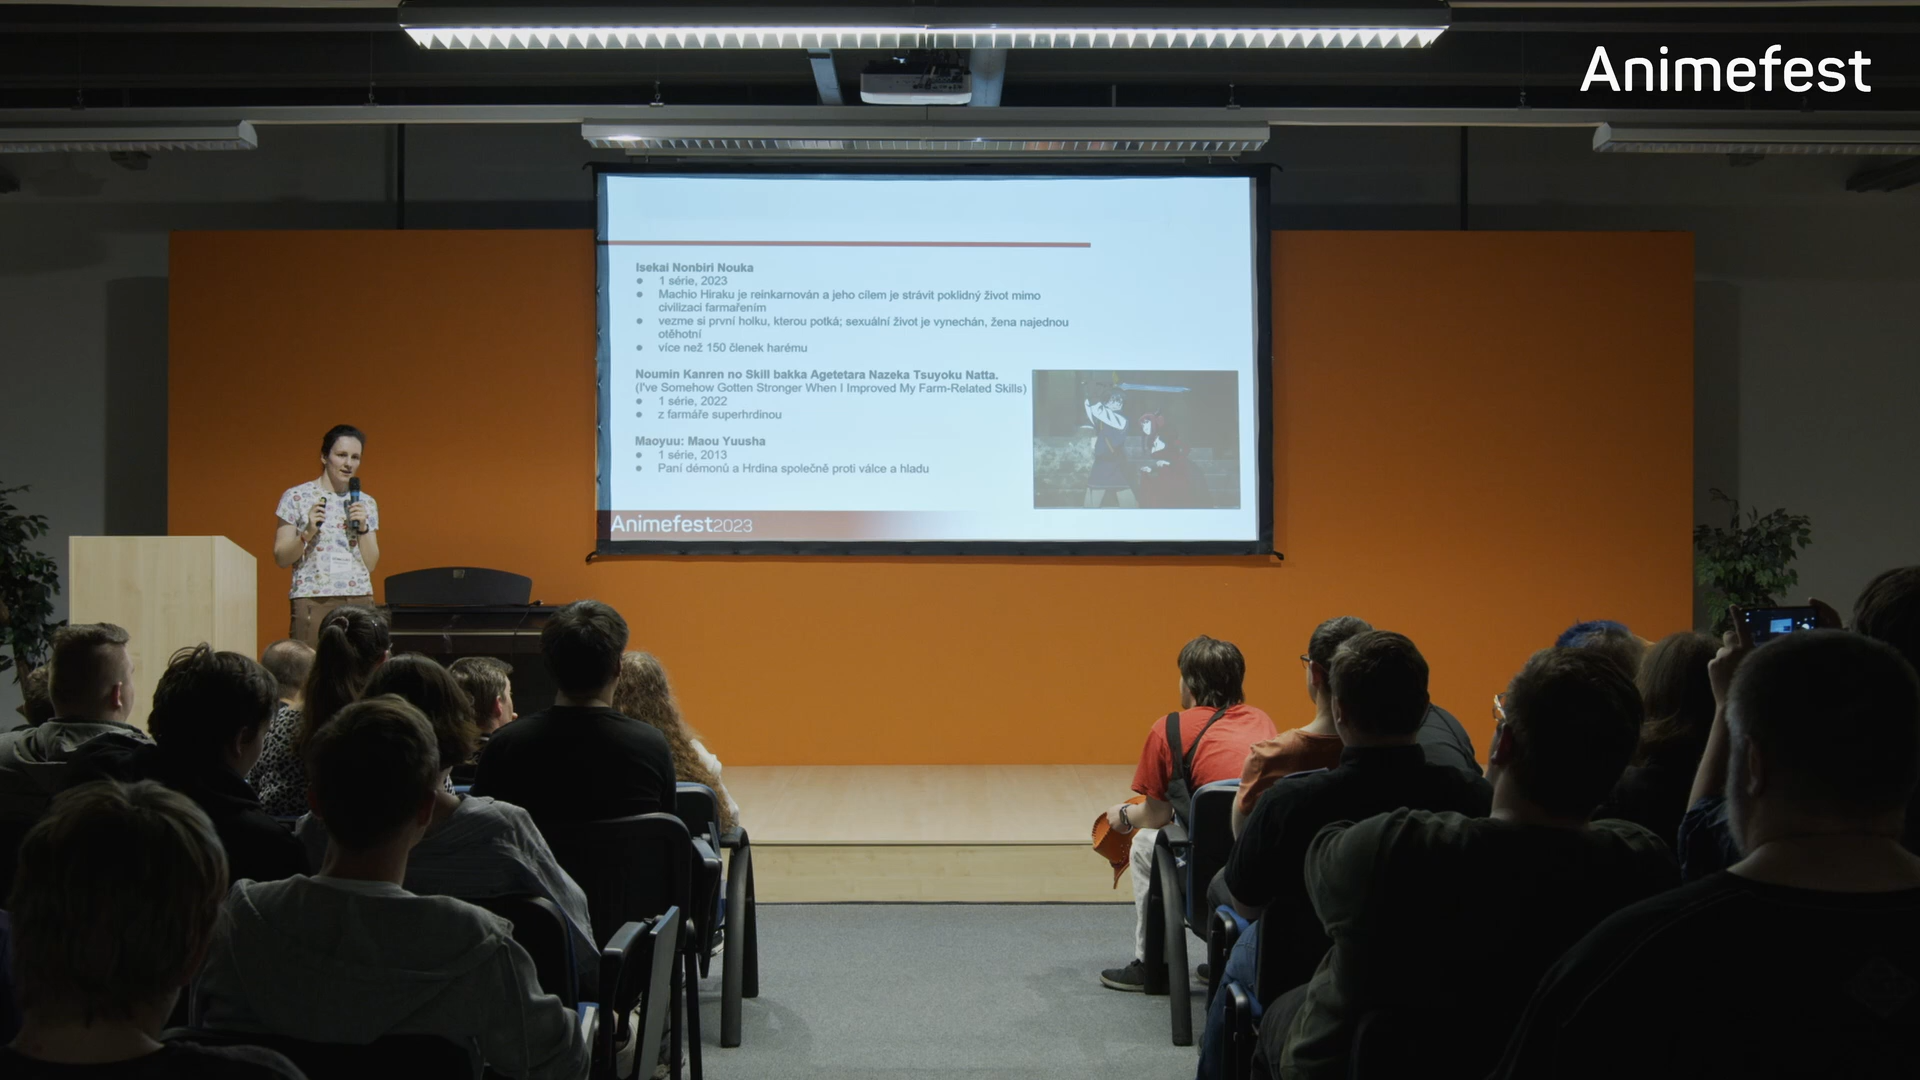 Animefest
Isekai Nonbiri Nouka
● 1 série, 2023
● Machio Hiraku je reinkarnován a jeho cílem je strávit poklidný život mimo
civilizaci farmařením
● vezme si první holku, kterou potká; sexuální život je vynechán, žena najednou
otěhotní
● více než 150 členek harému
Noumin Kanren no Skill bakka Agetetara Nazeka Tsuyoku Natta.
(I've Somehow Gotten Stronger When I Improved My Farm-Related Skills)
● 1 série, 2022
● z farmáře superhrdinou
Maoyuu: Maou Yuusha
● 1 série, 2013
● Paní démonů a Hrdina společně proti válce a hladu
Animefest2023